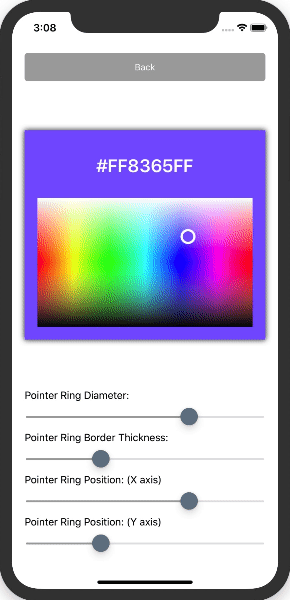 3:08
Back
#FF8365FF
Pointer Ring Diameter:
Pointer Ring Border Thickness:
Pointer Ring Position: (X axis)
Pointer Ring Position: (Y axis)